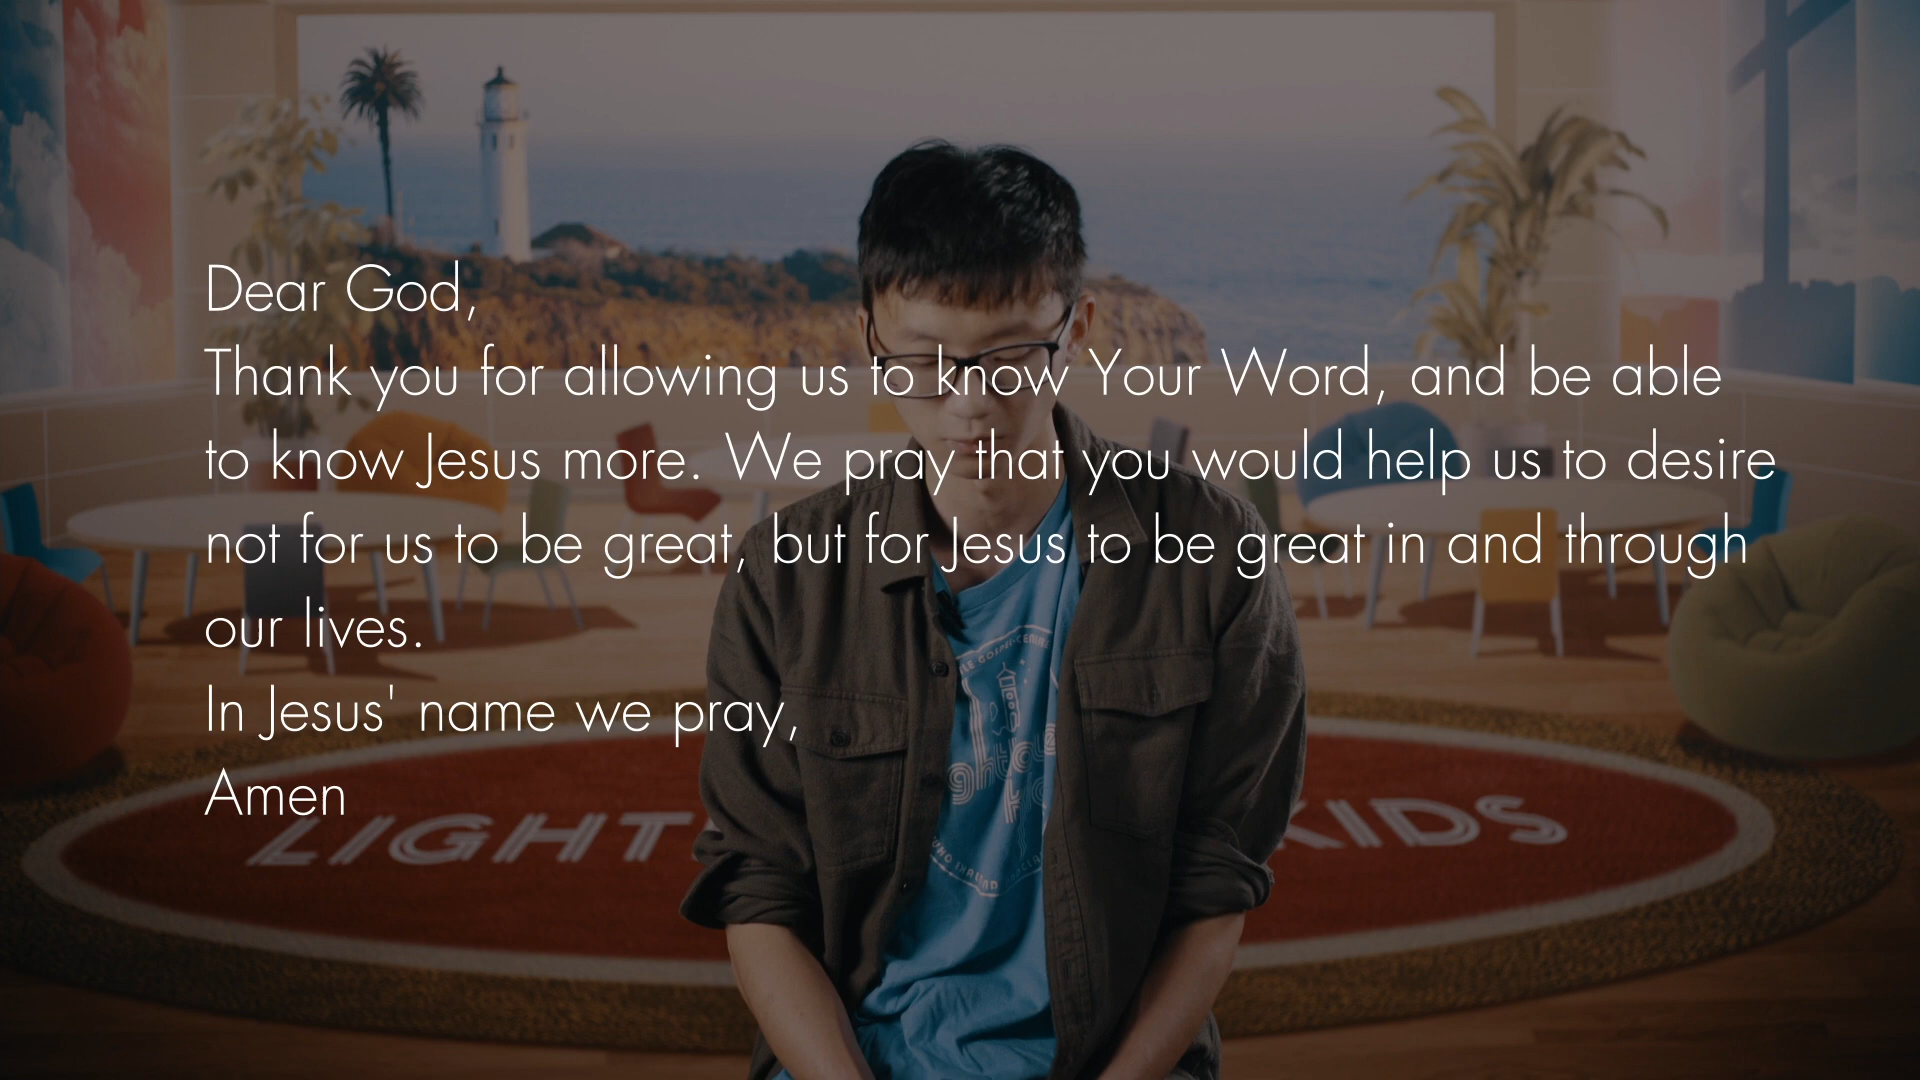 Dear God,
Thank you for allowing us to know Your Word, and be able
to know Jesus more. We pray that you would help us to desire
not for us to be great, but for Jesus to be great in and through
our lives.
In Jesus' name we pray,
Amen
LIGHT KIDS